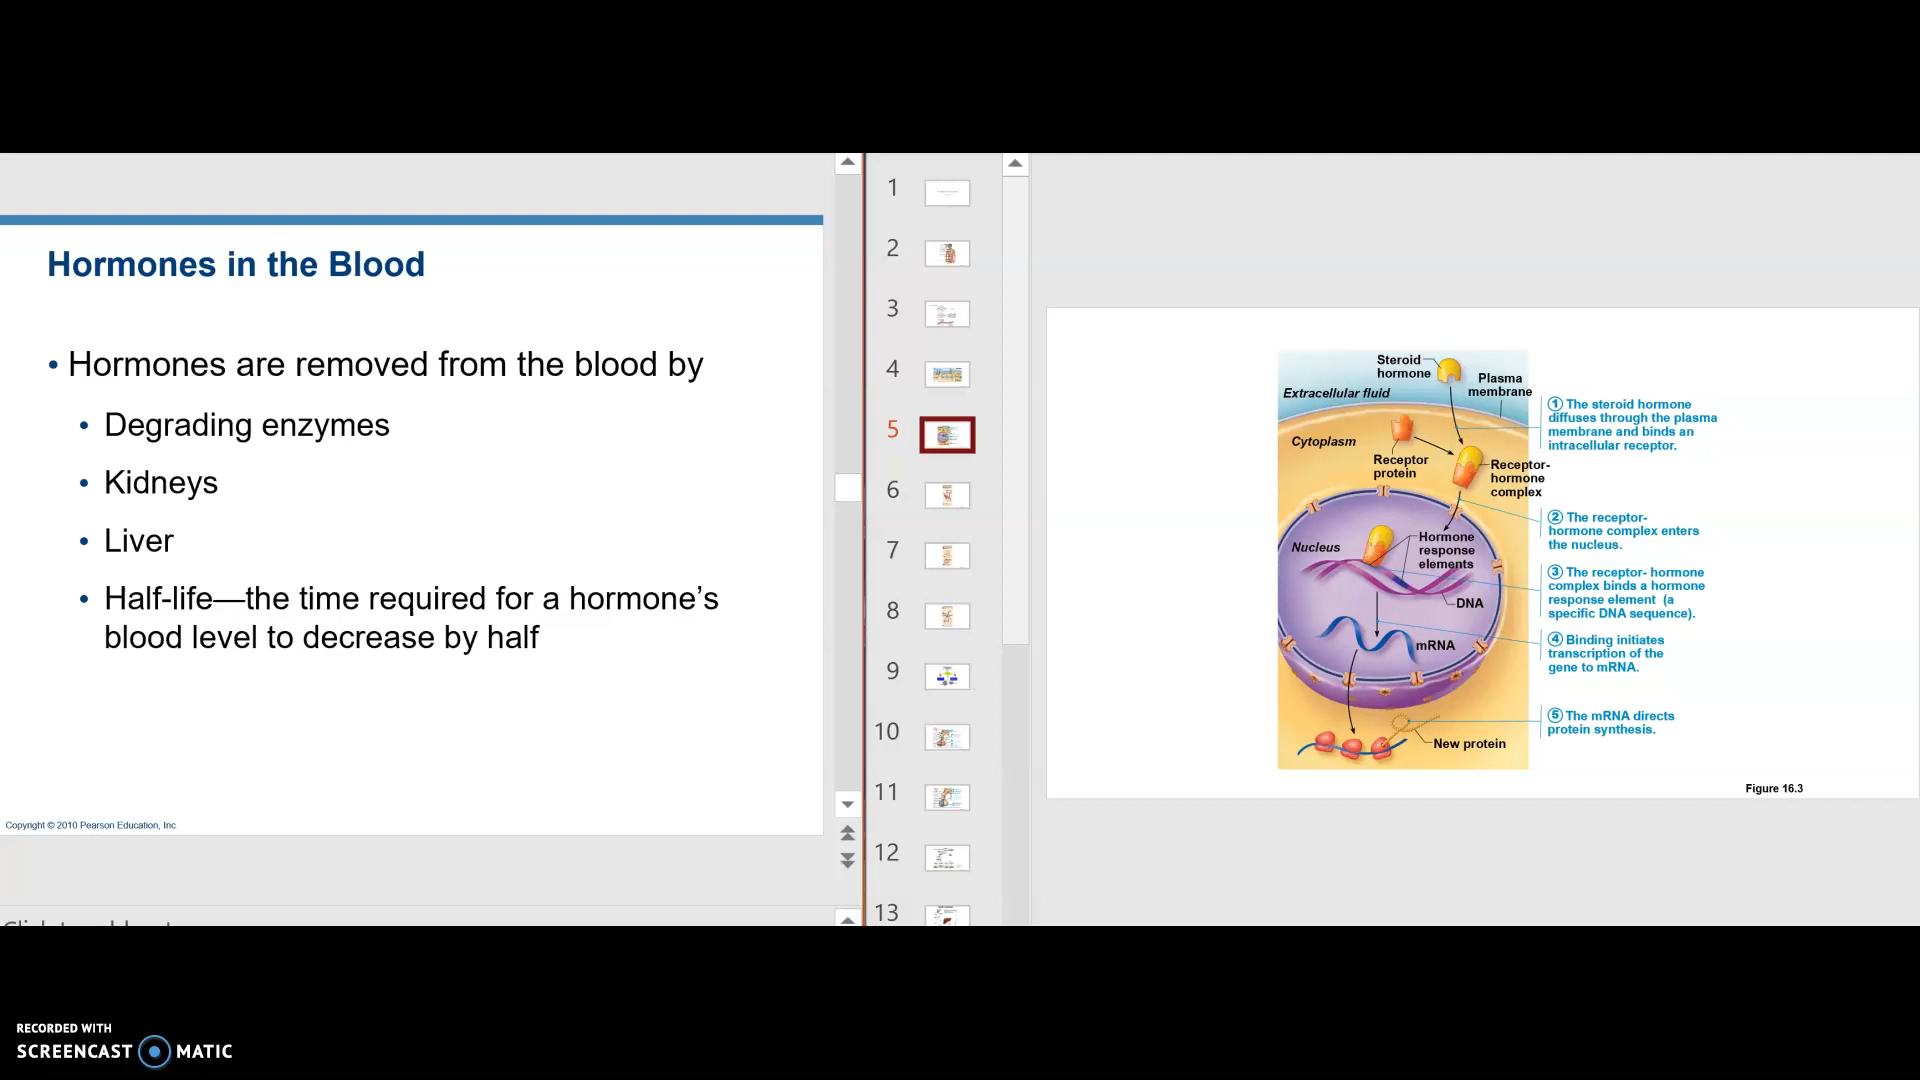 Hormones in the Blood
• Hormones are removed from the blood by
• Degrading enzymes
• Kidneys
• Liver
• Half-life—the time required for a hormone’s
blood level to decrease by half
Copyright © 2010 Pearson Education, Inc.
1
2
3
4
5
6
7
8
9
10
11
12
13
Steroid
hormone
Plasma
membrane
Extracellular fluid
Cytoplasm
Receptor
protein
Receptor-
hormone
complex
Nucleus
Hormone
response
elements
DNA
mRNA
New protein
① The steroid hormone
diffuses through the plasma
membrane and binds an
intracellular receptor.
② The receptor-
hormone complex enters
the nucleus.
③ The receptor- hormone
complex binds a hormone
response element (a
specific DNA sequence).
④ Binding initiates
transcription of the
gene to mRNA.
⑤ The mRNA directs
protein synthesis.
Figure 16.3
RECORDED WITH
SCREENCAST MATIC